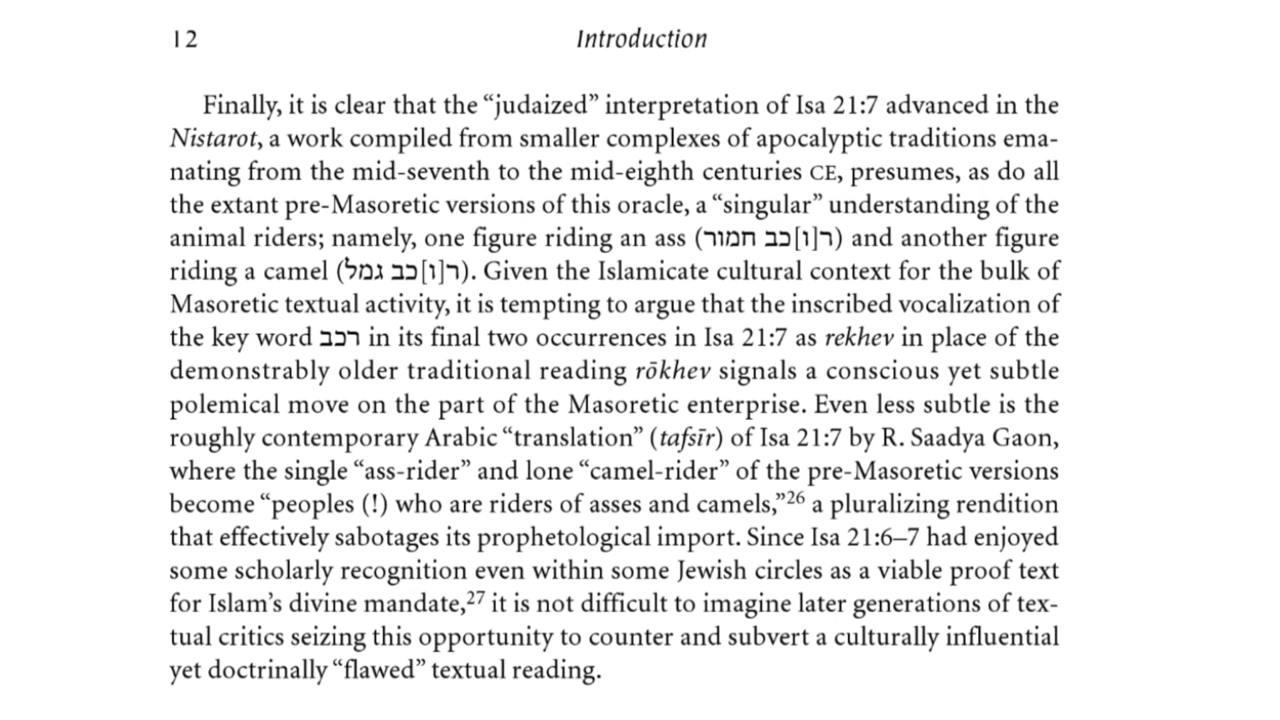 12 Introduction
Finally, it is clear that the “judaized” interpretation of Isa 21:7 advanced in the
Nistarot, a work compiled from smaller complexes of apocalyptic traditions ema-
nating from the mid-seventh to the mid-eighth centuries CE, presumes, as do all
the extant pre-Masoretic versions of this oracle, a “singular” understanding of the
animal riders; namely, one figure riding an ass (ר[ו]כב חמור) and another figure
riding a camel (ר[ו]כב גמל). Given the Islamicate cultural context for the bulk of
Masoretic textual activity, it is tempting to argue that the inscribed vocalization of
the key word רכב in its final two occurrences in Isa 21:7 as rekhev in place of the
demonstrably older traditional reading rōkhev signals a conscious yet subtle
polemical move on the part of the Masoretic enterprise. Even less subtle is the
roughly contemporary Arabic “translation” (tafsīr) of Isa 21:7 by R. Saadya Gaon,
where the single “ass-rider” and lone “camel-rider” of the pre-Masoretic versions
become “peoples (!) who are riders of asses and camels,”26 a pluralizing rendition
that effectively sabotages its prophetological import. Since Isa 21:6–7 had enjoyed
some scholarly recognition even within some Jewish circles as a viable proof text
for Islam’s divine mandate,27 it is not difficult to imagine later generations of tex-
tual critics seizing this opportunity to counter and subvert a culturally influential
yet doctrinally “flawed” textual reading.